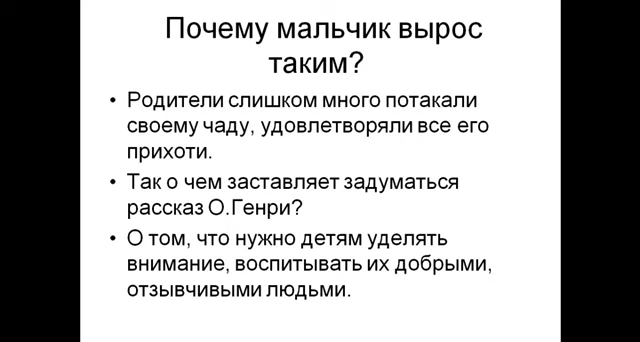 Почему мальчик вырос
таким?
• Родители слишком много потакали
своему чаду, удовлетворяли все его
прихоти.
• Так о чем заставляет задуматься
рассказ О.Генри?
• О том, что нужно детям уделять
внимание, воспитывать их добрыми,
отзывчивыми людьми.